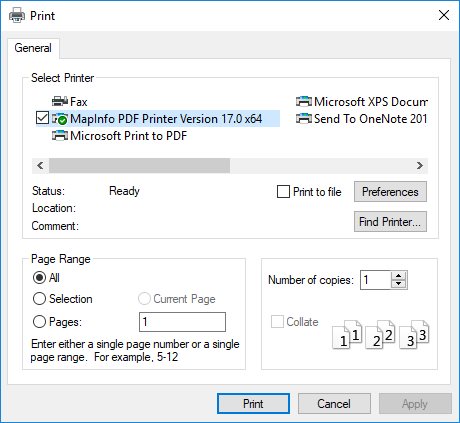 Print
General
Select Printer
Fax
MapInfo PDF Printer Version 17.0 x64
Microsoft Print to PDF
Microsoft XPS Docum
Send To OneNote 201
Status: Ready
Location:
Comment:
Print to file
Preferences
Find Printer...
Page Range
All
Selection
Current Page
Pages: 1
Enter either a single page number or a single
page range. For example, 5-12
Number of copies: 1
Collate
1 1 2 2 3 3
Print
Cancel
Apply